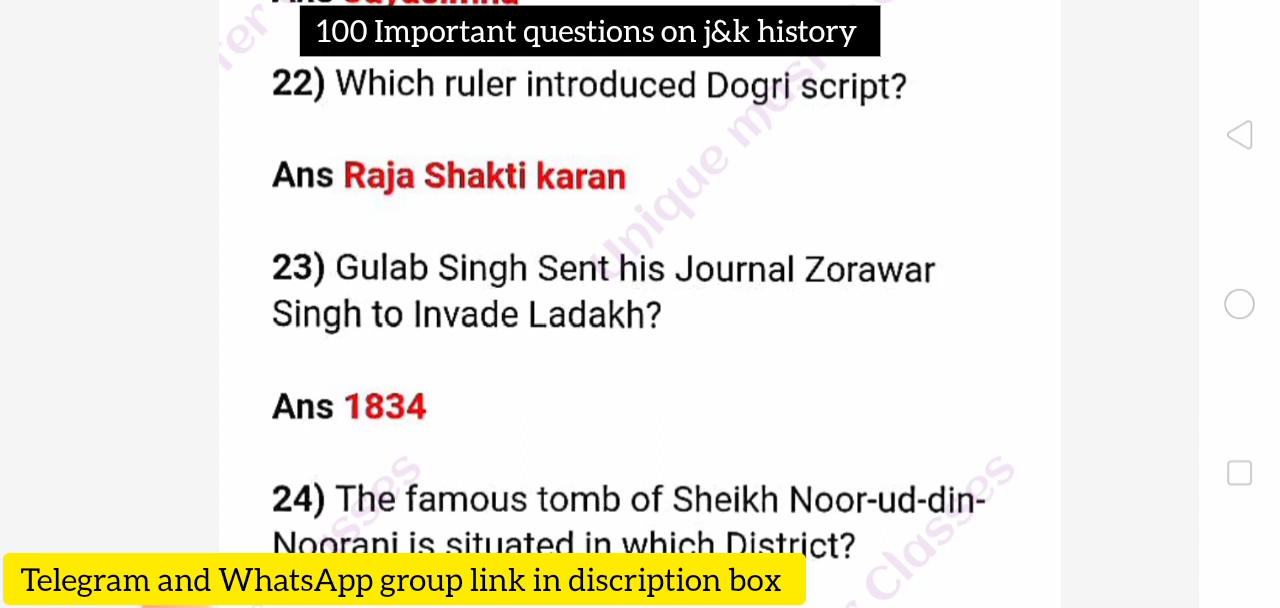 100 Important questions on j&k history
22) Which ruler introduced Dogri script?
Ans Raja Shakti karan
23) Gulab Singh Sent his Journal Zorawar
Singh to Invade Ladakh?
Ans 1834
24) The famous tomb of Sheikh Noor-ud-din-
Noorani is situated in which District?
Telegram and WhatsApp group link in discription box
Unique
Classes